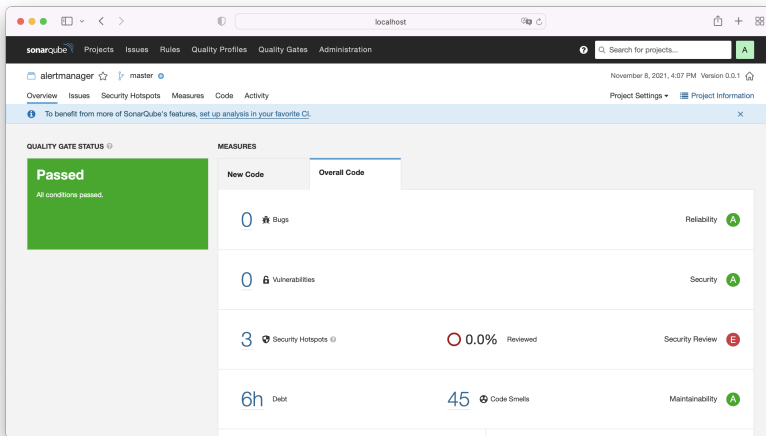 localhost
sonarqube Projects Issues Rules Quality Profiles Quality Gates Administration ? Search for projects... A
alertmanager master November 8, 2021, 4:07 PM Version 0.0.1
Overview Issues Security Hotspots Measures Code Activity Project Settings Project Information
To benefit from more of SonarQube's features, set up analysis in your favorite CI.
QUALITY GATE STATUS MEASURES
Passed
All conditions passed.
New Code Overall Code
0 Bugs Reliability A
0 Vulnerabilities Security A
3 Security Hotspots 0.0% Reviewed Security Review E
6h Debt 45 Code Smells Maintainability A